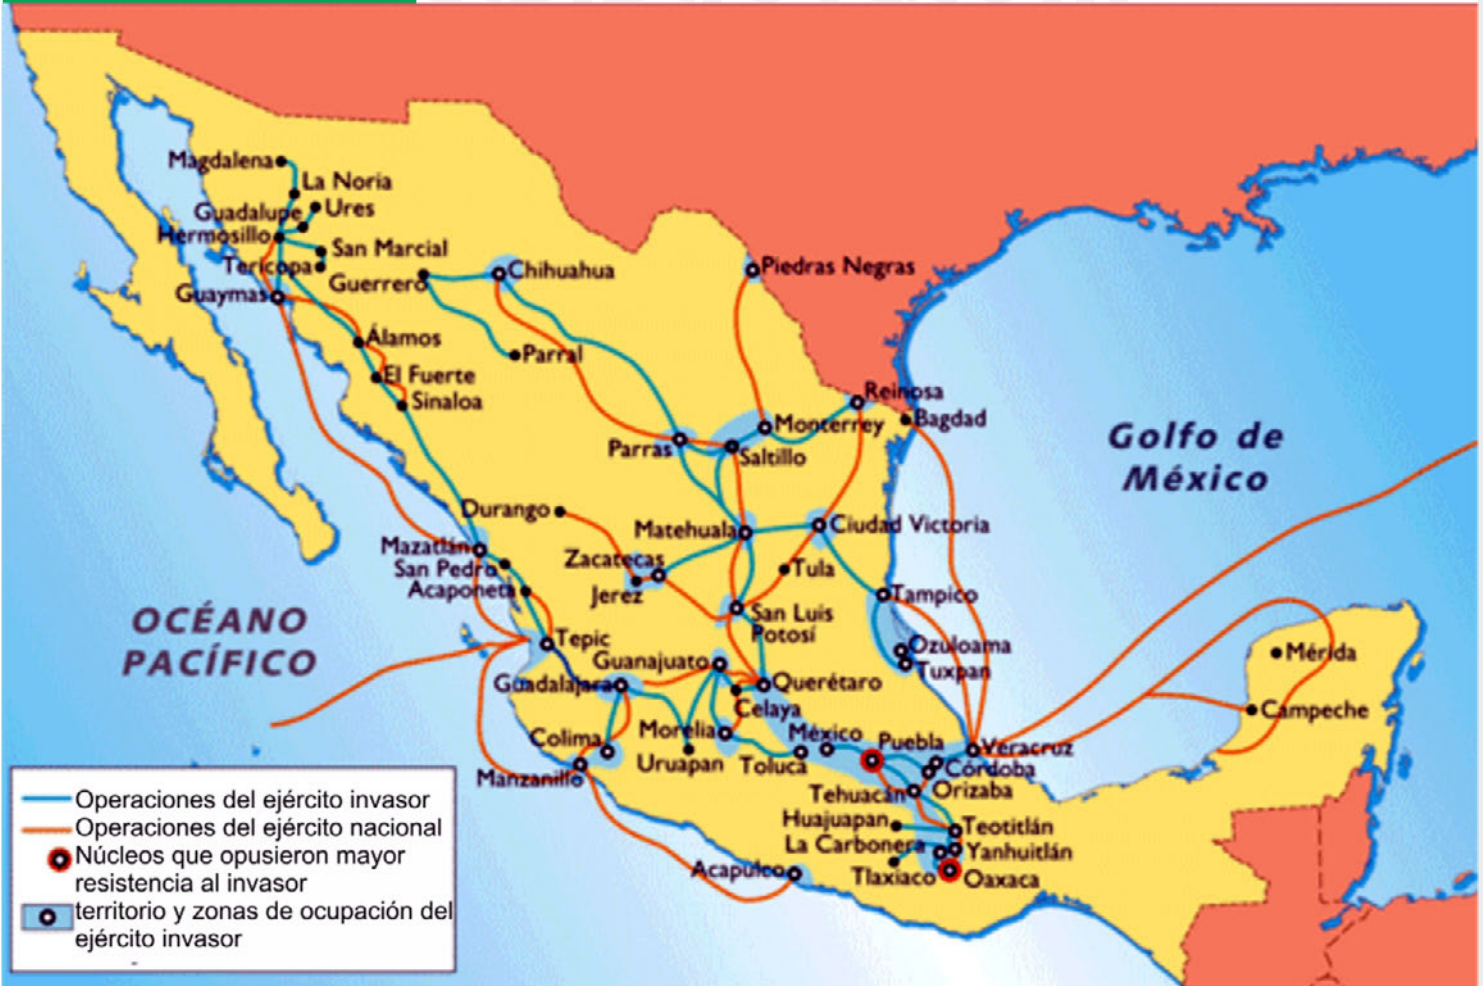 Magdalena
La Noria
Guadalupe
Ures
Hermosillo
San Marcial
Tericopa
Guerrero
Chihuahua
Piedras Negras
Guaymas
Álamos
Parral
El Fuerte
Sinaloa
Reinosa
Bagdad
Monterrey
Parras
Saltillo
Golfo de
México
Durango
Matehuala
Ciudad Victoria
Mazatlán
San Pedro
Acaponeta
Zacatecas
Jerez
Tula
Tampico
San Luis
Potosí
OCÉANO
PACÍFICO
Tepic
Guanajuato
Ozuloama
Tuxpan
Mérida
Guadalajara
Querétaro
Celaya
Campeche
Colima
Morelia
México
Puebla
Veracruz
Uruapan
Toluca
Córdoba
Manzanillo
Tehuacán
Orizaba
Huajuapan
Teotitlán
La Carbonera
Yanhuitlán
Acapulco
Tlaxiaco
Oaxaca
Operaciones del ejército invasor
Operaciones del ejército nacional
Núcleos que opusieron mayor
resistencia al invasor
territorio y zonas de ocupación del
ejército invasor